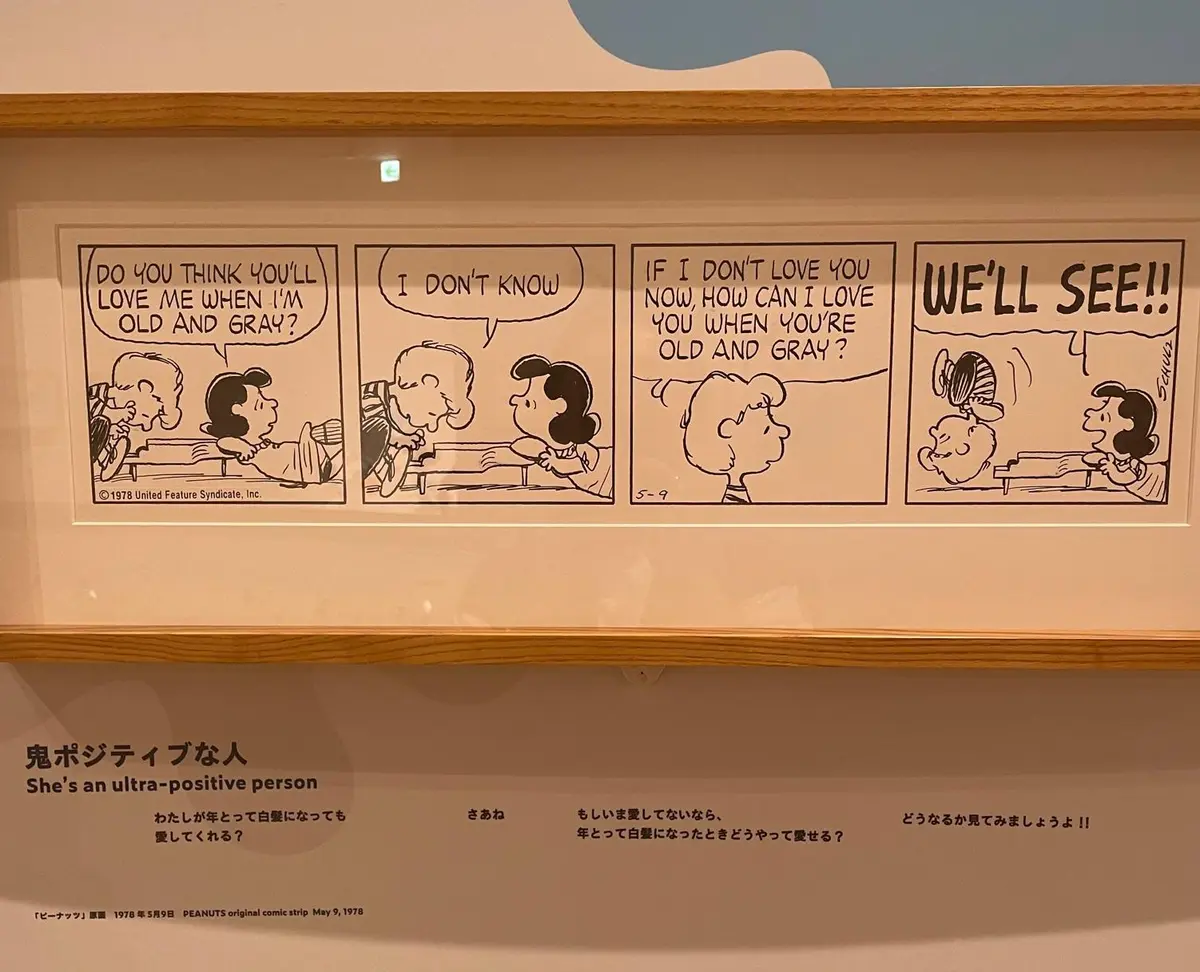 DO YOU THINK YOU'LL
LOVE ME WHEN I'M
OLD AND GRAY?
© 1978 United Feature Syndicate, Inc.
I DON'T KNOW
IF I DON'T LOVE YOU
NOW, HOW CAN I LOVE
YOU WHEN YOU'RE
OLD AND GRAY?
5-9
WE'LL SEE!!
SCHULZ
鬼ポジティブな人
She's an ultra-positive person
わたしが年とって白髪になっても
愛してくれる?
さあね
もしいま愛してないなら、
年とって白髪になったときどうやって愛せる?
どうなるか見てみましょうよ!!
「ピーナッツ」原画 1978年5月9日 PEANUTS original comic strip May 9, 1978